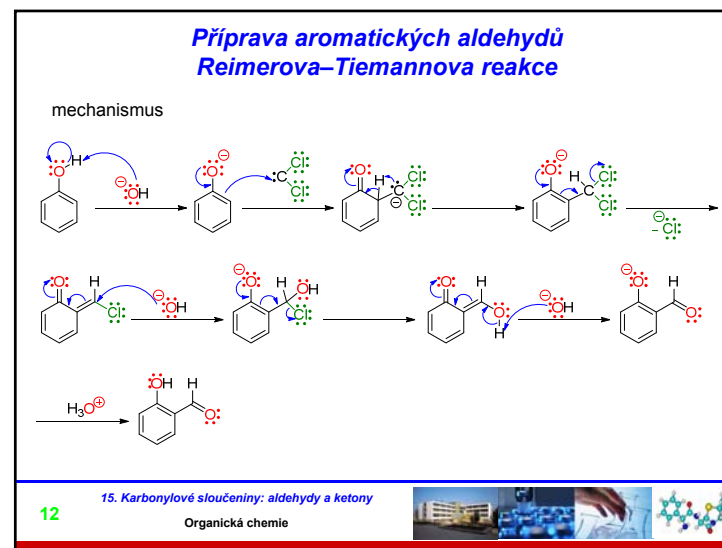 Příprava aromatických aldehydů
Reimerova–Tiemannova reakce
mechanismus
O H ⊖ OH O ⊖ C Cl Cl O H C ⊖ Cl Cl O ⊖ H C Cl Cl ⊖ – Cl
O H Cl ⊖ OH O ⊖ H OH Cl O H O H ⊖ OH O ⊖ H O
H₃O⊕ OH H O
12
15. Karbonylové sloučeniny: aldehydy a ketony
Organická chemie